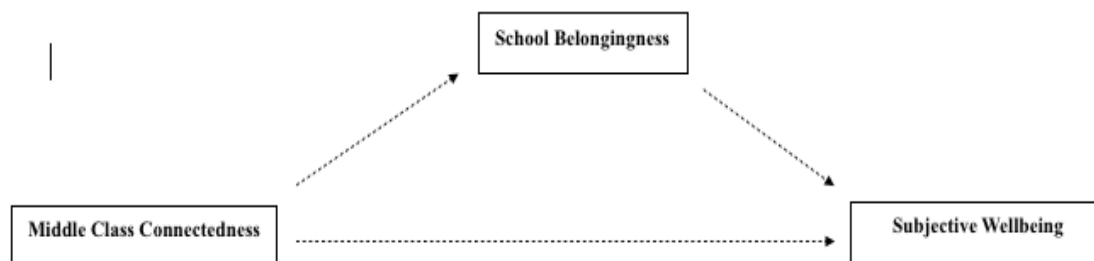 School Belongingness
Middle Class Connectedness
Subjective Wellbeing